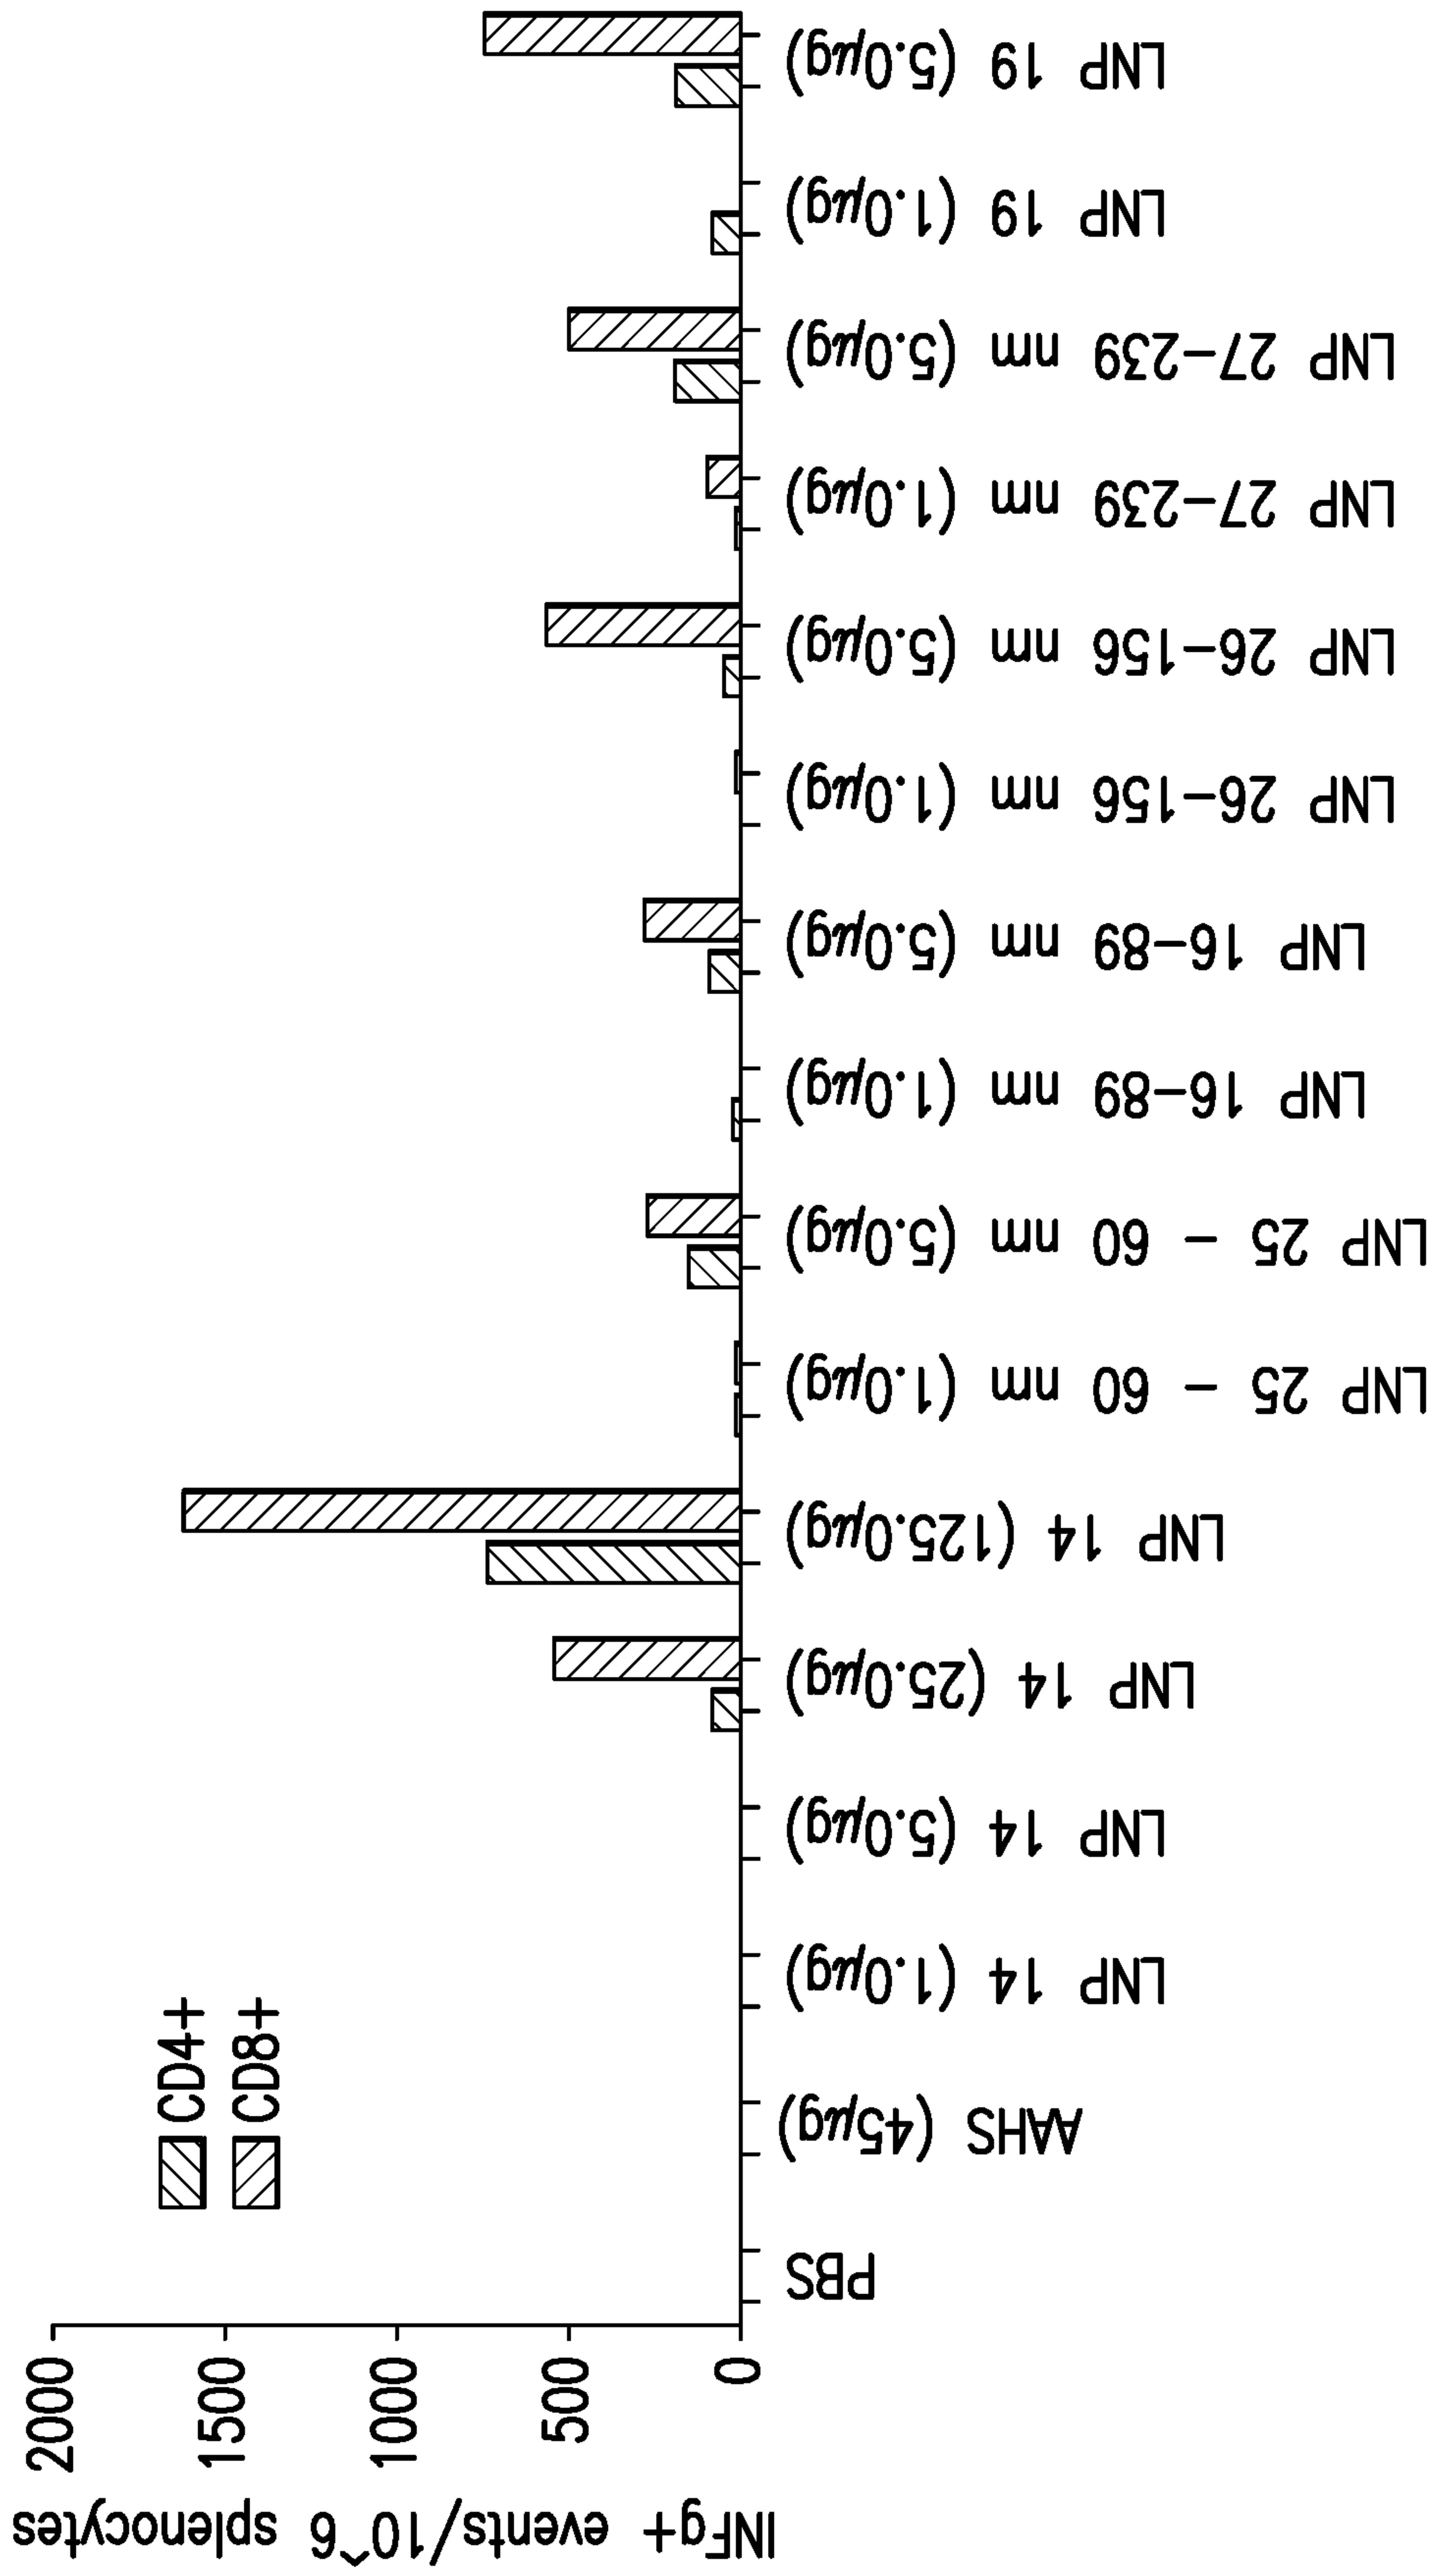 INFg+ events/10^6 splenocytes
2000
1500
1000
500
0
CD4+
CD8+
PBS
AAHS (45µg)
LNP 14 (1.0µg)
LNP 14 (5.0µg)
LNP 14 (25.0µg)
LNP 14 (125.0µg)
LNP 25 - 60 nm (1.0µg)
LNP 25 - 60 nm (5.0µg)
LNP 16-89 nm (1.0µg)
LNP 16-89 nm (5.0µg)
LNP 26-156 nm (1.0µg)
LNP 26-156 nm (5.0µg)
LNP 27-239 nm (1.0µg)
LNP 27-239 nm (5.0µg)
LNP 19 (1.0µg)
LNP 19 (5.0µg)